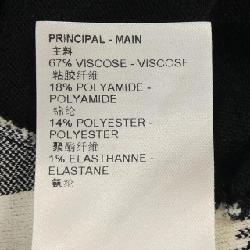 PRINCIPAL - MAIN
主料
67% VISCOSE - VISCOSE
粘胶纤维
18% POLYAMIDE -
POLYAMIDE
锦纶
14% POLYESTER -
POLYESTER
聚酯纤维
1% ELASTHANNE -
ELASTANE
氨纶